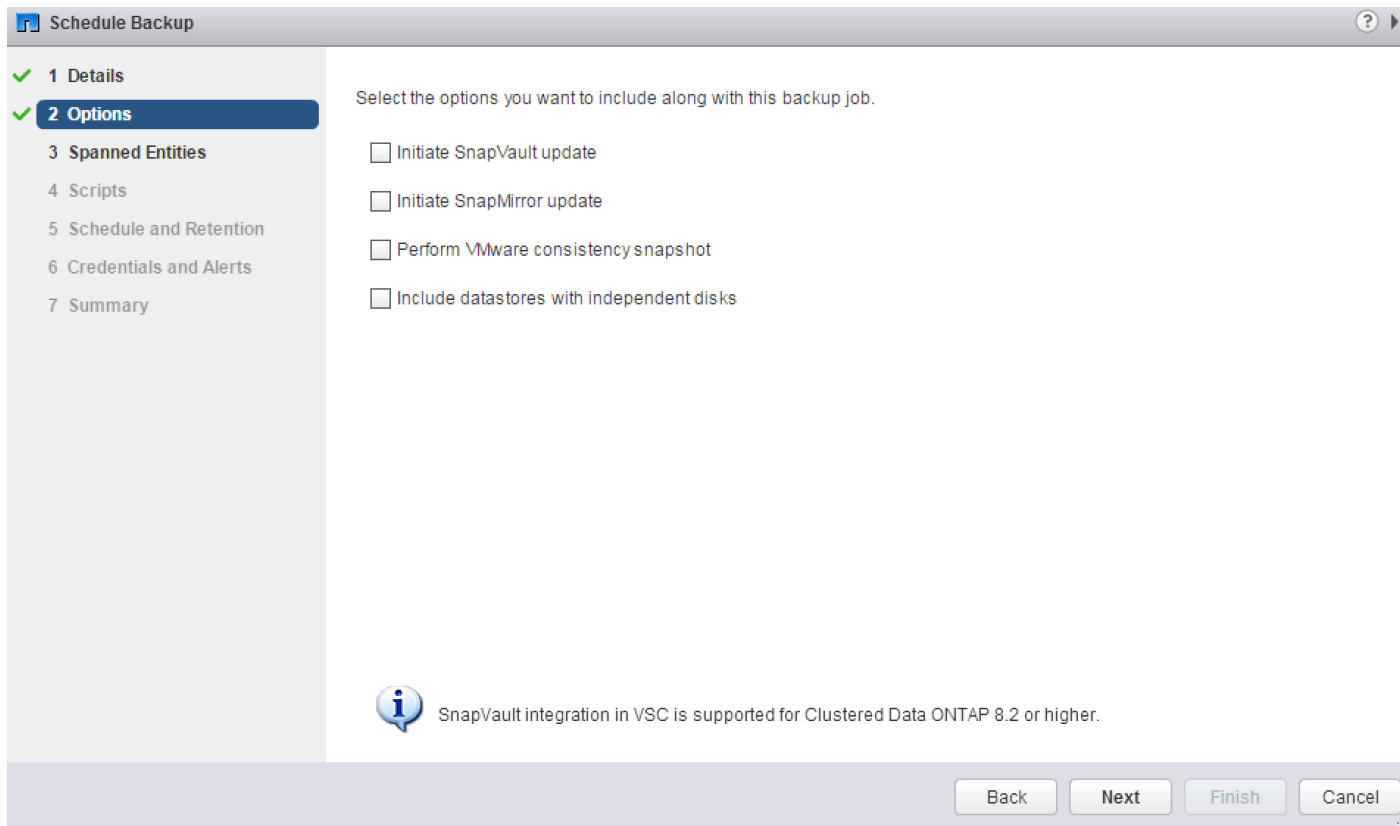 Schedule Backup
?
1 Details
2 Options
3 Spanned Entities
4 Scripts
5 Schedule and Retention
6 Credentials and Alerts
7 Summary
Select the options you want to include along with this backup job.
Initiate SnapVault update
Initiate SnapMirror update
Perform VMware consistency snapshot
Include datastores with independent disks
SnapVault integration in VSC is supported for Clustered Data ONTAP 8.2 or higher.
Back Next Finish Cancel